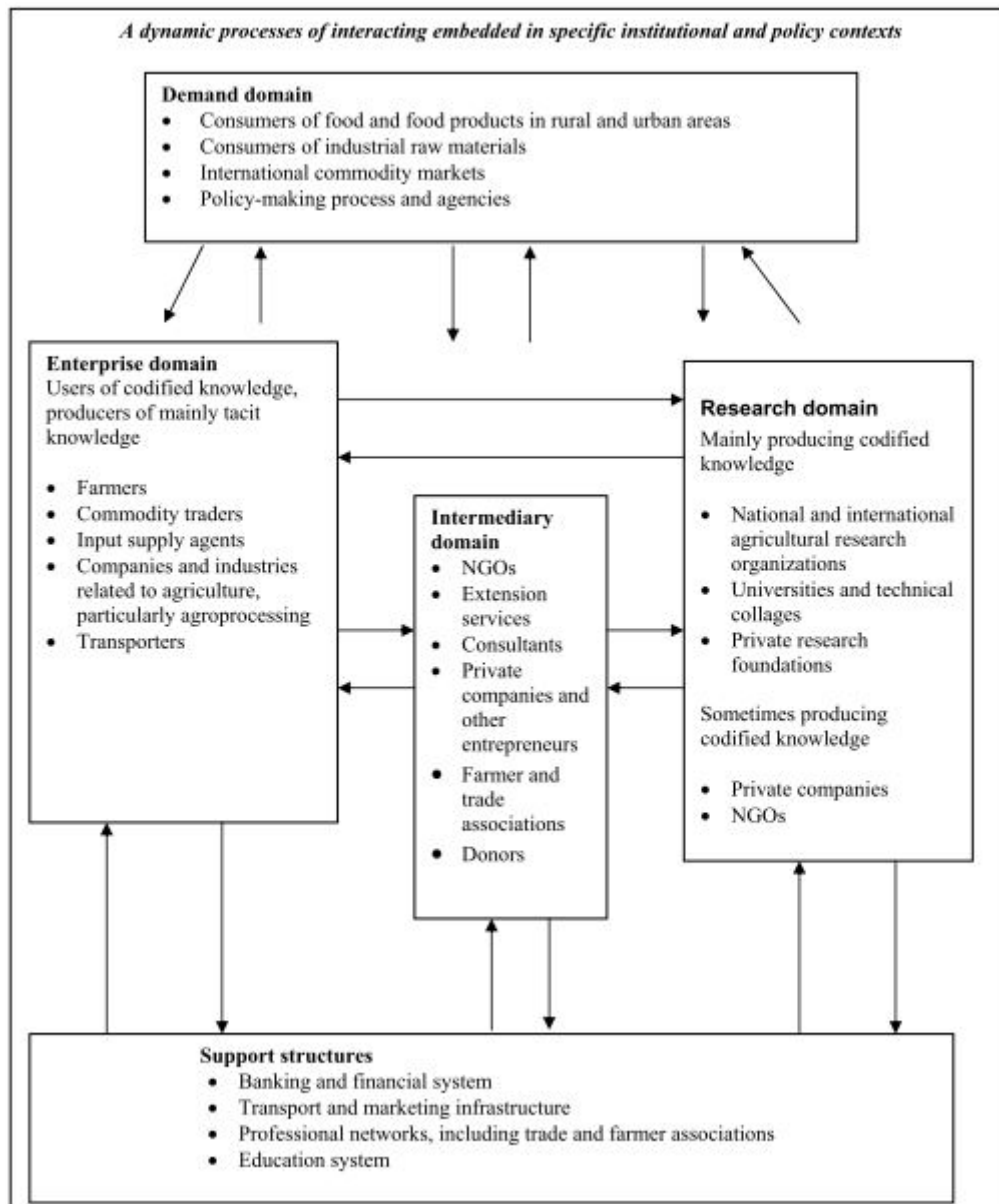 A dynamic processes of interacting embedded in specific institutional and policy contexts
Demand domain
• Consumers of food and food products in rural and urban areas
• Consumers of industrial raw materials
• International commodity markets
• Policy-making process and agencies
Enterprise domain
Users of codified knowledge,
producers of mainly tacit
knowledge
• Farmers
• Commodity traders
• Input supply agents
• Companies and industries
related to agriculture,
particularly agroprocessing
• Transporters
Intermediary
domain
• NGOs
• Extension
services
• Consultants
• Private
companies and
other
entrepreneurs
• Farmer and
trade
associations
• Donors
Research domain
Mainly producing codified
knowledge
• National and international
agricultural research
organizations
• Universities and technical
collages
• Private research
foundations
Sometimes producing
codified knowledge
• Private companies
• NGOs
Support structures
• Banking and financial system
• Transport and marketing infrastructure
• Professional networks, including trade and farmer associations
• Education system